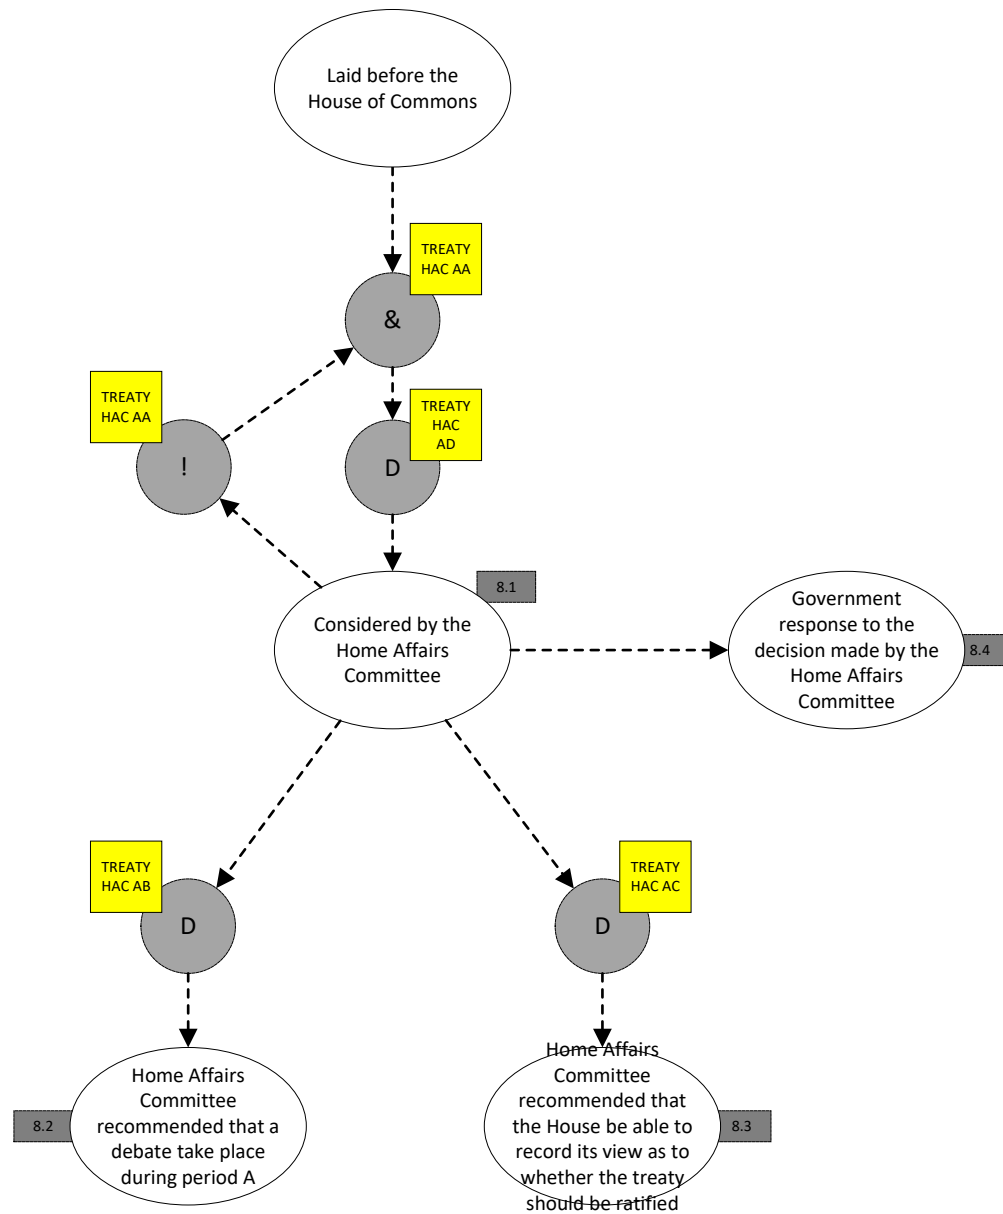 Laid before the
House of Commons
TREATY
HAC AA
&
TREATY
HAC AA
!
TREATY
HAC
AD
D
8.1
Considered by the
Home Affairs
Committee
Government
response to the
decision made by the
Home Affairs
Committee
8.4
TREATY
HAC AB
D
TREATY
HAC AC
D
8.2
Home Affairs
Committee
recommended that a
debate take place
during period A
Home Affairs
Committee
recommended that
the House be able to
record its view as to
whether the treaty
should be ratified
8.3